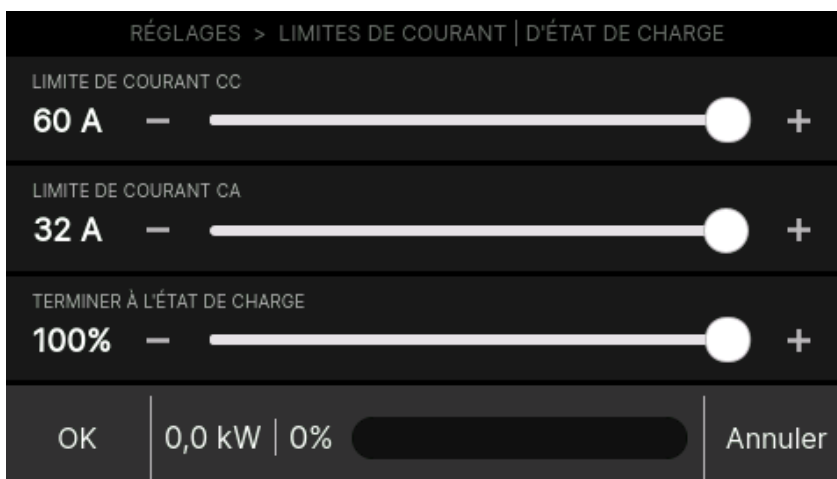 RÉGLAGES > LIMITES DE COURANT | D'ÉTAT DE CHARGE
LIMITE DE COURANT CC
60 A − +
LIMITE DE COURANT CA
32 A − +
TERMINER À L'ÉTAT DE CHARGE
100% − +
OK 0,0 kW | 0% Annuler